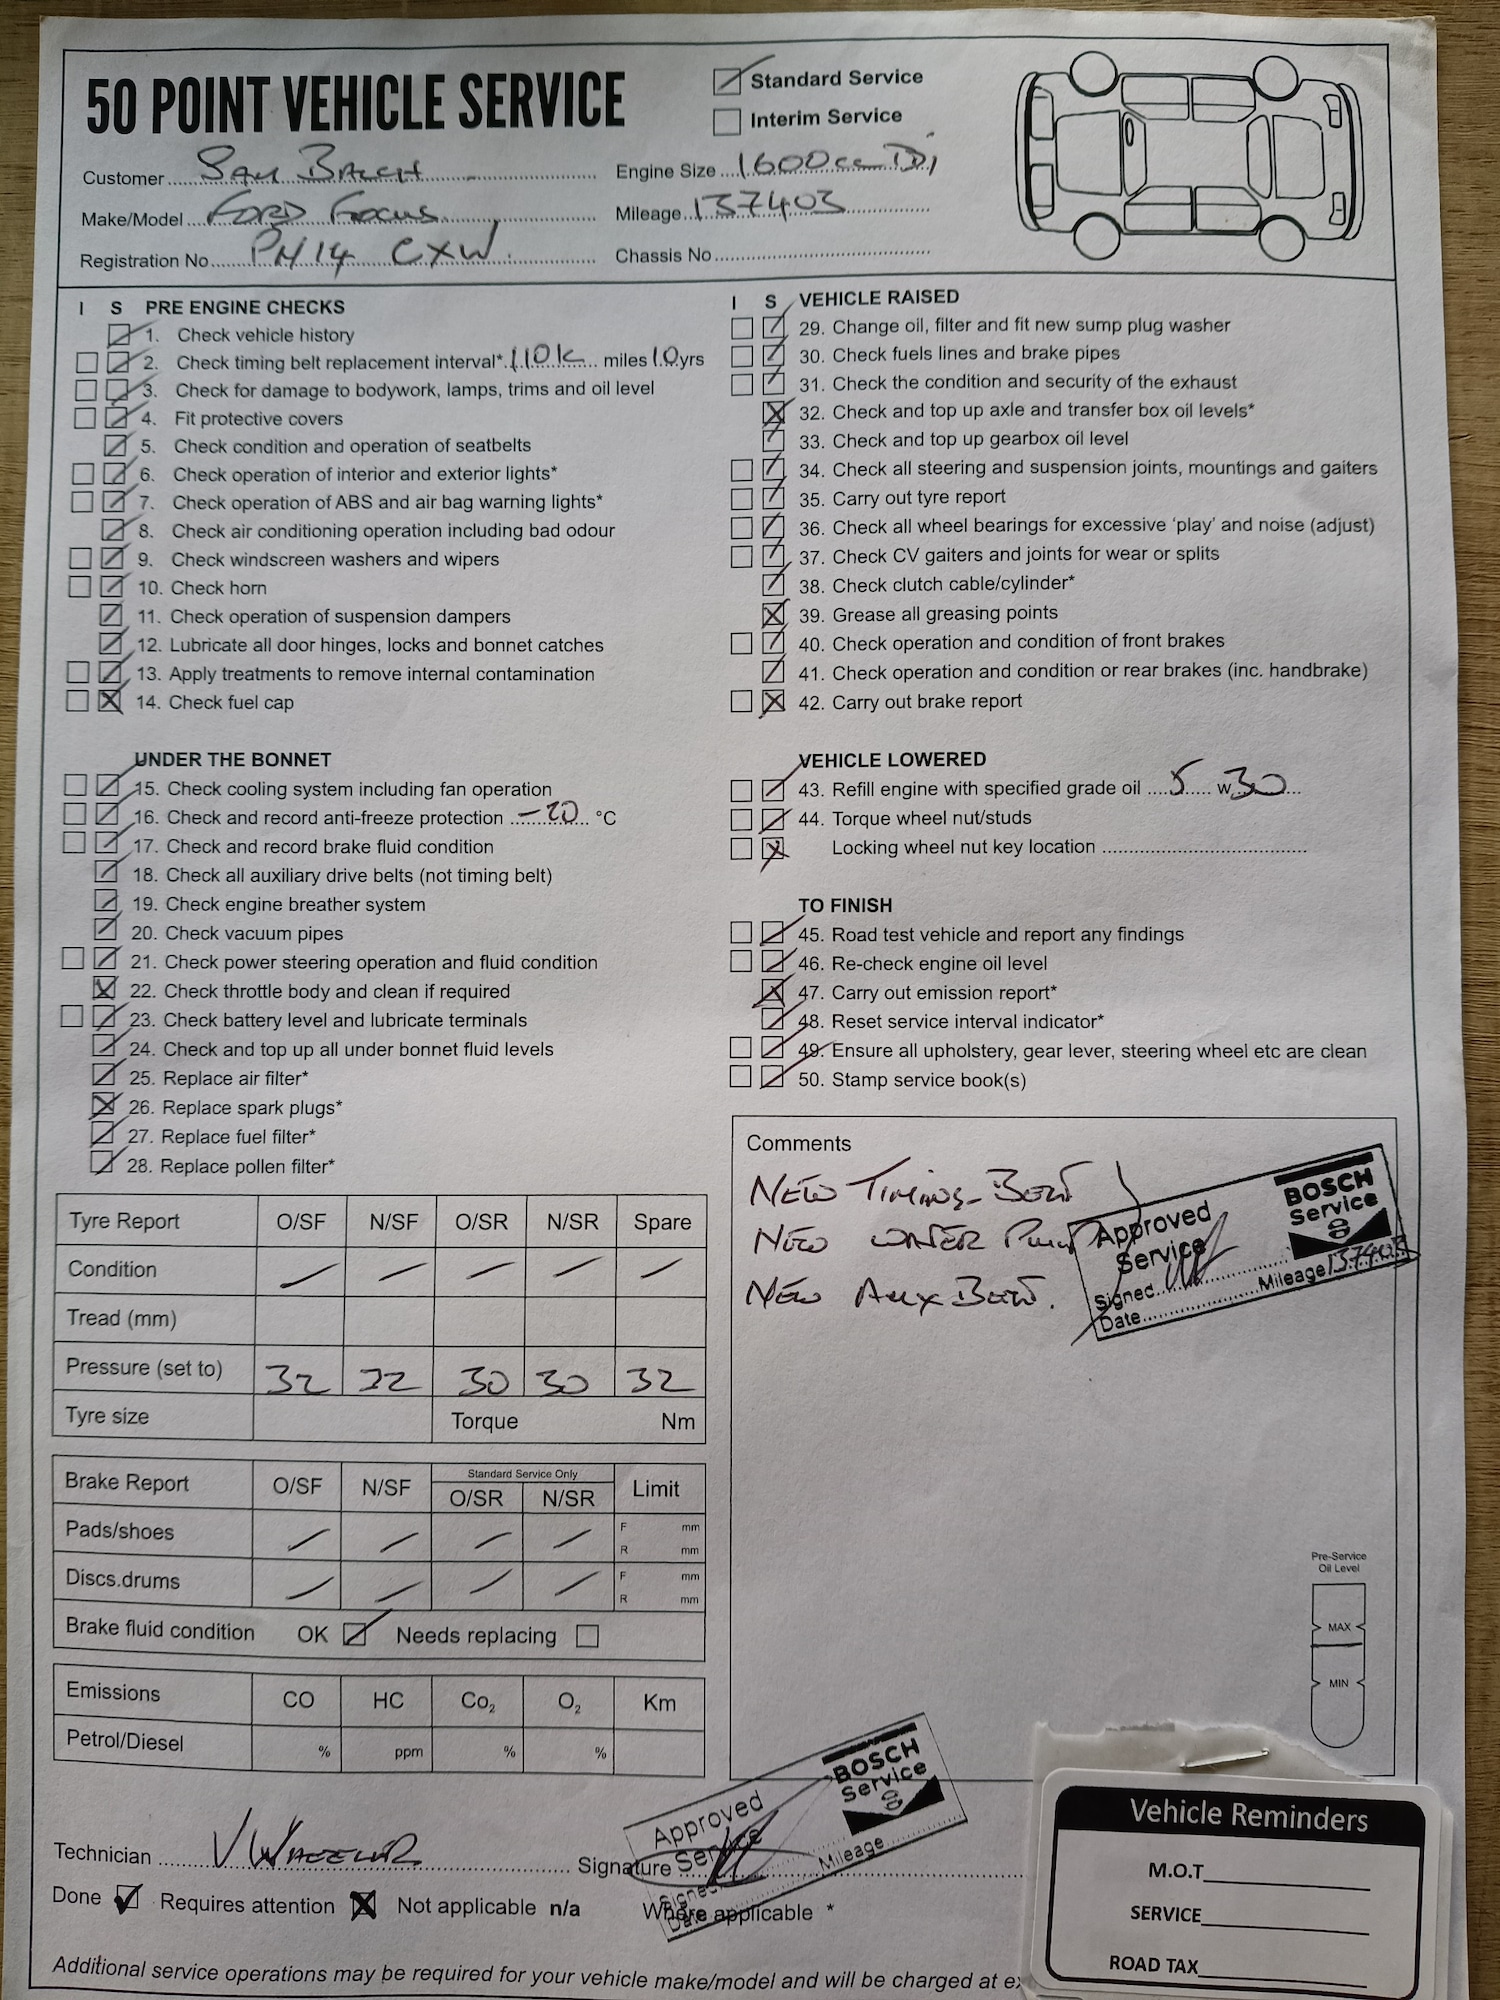 50 POINT VEHICLE SERVICE
Standard Service
Interim Service
Customer SAM BALCH
Engine Size 1600cc TDi
Make/Model FORD FOCUS
Mileage 137403
Registration No PH14 CXW
Chassis No
I S PRE ENGINE CHECKS
1. Check vehicle history
2. Check timing belt replacement interval* 110k miles 10 yrs
3. Check for damage to bodywork, lamps, trims and oil level
4. Fit protective covers
5. Check condition and operation of seatbelts
6. Check operation of interior and exterior lights*
7. Check operation of ABS and air bag warning lights*
8. Check air conditioning operation including bad odour
9. Check windscreen washers and wipers
10. Check horn
11. Check operation of suspension dampers
12. Lubricate all door hinges, locks and bonnet catches
13. Apply treatments to remove internal contamination
14. Check fuel cap
UNDER THE BONNET
15. Check cooling system including fan operation
16. Check and record anti-freeze protection -20 °C
17. Check and record brake fluid condition
18. Check all auxiliary drive belts (not timing belt)
19. Check engine breather system
20. Check vacuum pipes
21. Check power steering operation and fluid condition
22. Check throttle body and clean if required
23. Check battery level and lubricate terminals
24. Check and top up all under bonnet fluid levels
25. Replace air filter*
26. Replace spark plugs*
27. Replace fuel filter*
28. Replace pollen filter*
I S VEHICLE RAISED
29. Change oil, filter and fit new sump plug washer
30. Check fuels lines and brake pipes
31. Check the condition and security of the exhaust
32. Check and top up axle and transfer box oil levels*
33. Check and top up gearbox oil level
34. Check all steering and suspension joints, mountings and gaiters
35. Carry out tyre report
36. Check all wheel bearings for excessive 'play' and noise (adjust)
37. Check CV gaiters and joints for wear or splits
38. Check clutch cable/cylinder*
39. Grease all greasing points
40. Check operation and condition of front brakes
41. Check operation and condition or rear brakes (inc. handbrake)
42. Carry out brake report
VEHICLE LOWERED
43. Refill engine with specified grade oil 5 w 30
44. Torque wheel nut/studs
Locking wheel nut key location
TO FINISH
45. Road test vehicle and report any findings
46. Re-check engine oil level
47. Carry out emission report*
48. Reset service interval indicator*
49. Ensure all upholstery, gear lever, steering wheel etc are clean
50. Stamp service book(s)
Tyre Report O/SF N/SF O/SR N/SR Spare
Condition
Tread (mm)
Pressure (set to) 32 32 30 30 32
Tyre size Torque Nm
Brake Report O/SF N/SF Standard Service Only O/SR N/SR Limit
Pads/shoes F mm R mm
Discs.drums F mm R mm
Brake fluid condition OK Needs replacing
Emissions CO HC Co2 O2 Km
Petrol/Diesel % ppm % %
Comments
NEW TIMING BELT
NEW WATER PUMP
NEW AUX BELT.
Approved Service
BOSCH Service
Signed
Mileage 137403
Date
Pre-Service Oil Level
MAX
MIN
Technician V WHEELER
Signature
Approved Service
BOSCH Service
Signed
Mileage
Date
Done Requires attention Not applicable n/a Where applicable *
Additional service operations may be required for your vehicle make/model and will be charged at
Vehicle Reminders
M.O.T
SERVICE
ROAD TAX